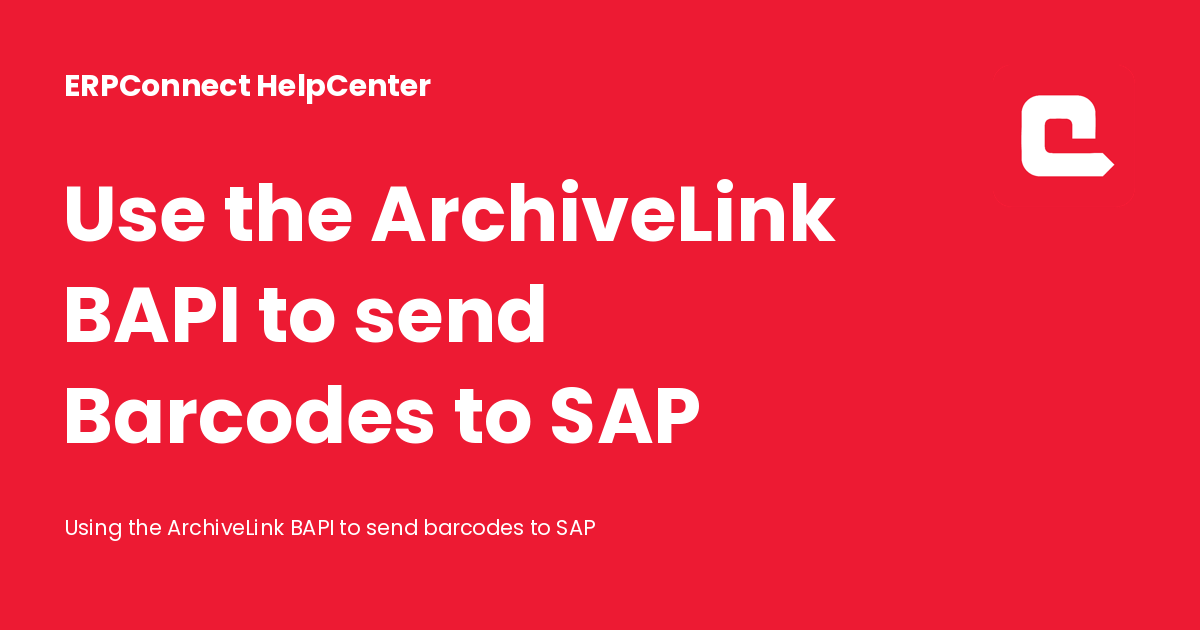 ERPConnect HelpCenter
Use the ArchiveLink
BAPI to send
Barcodes to SAP
Using the ArchiveLink BAPI to send barcodes to SAP